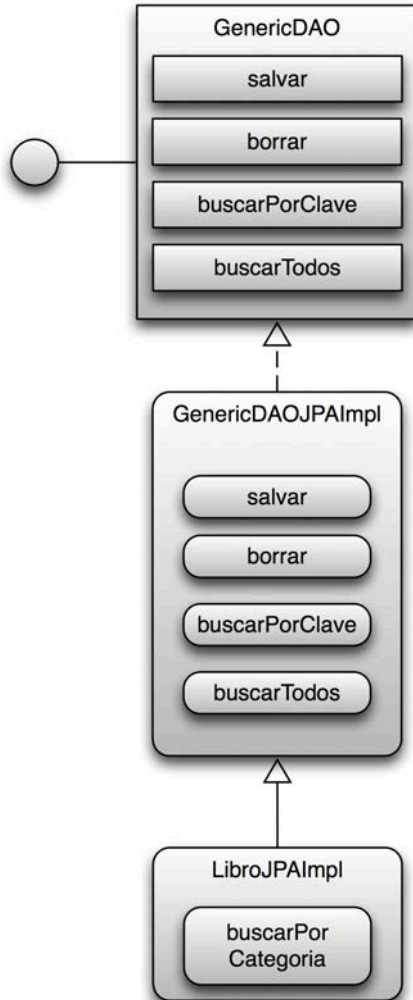 GenericDAO
salvar
borrar
buscarPorClave
buscarTodos
GenericDAOJPAImpl
salvar
borrar
buscarPorClave
buscarTodos
LibroJPAImpl
buscarPor
Categoria